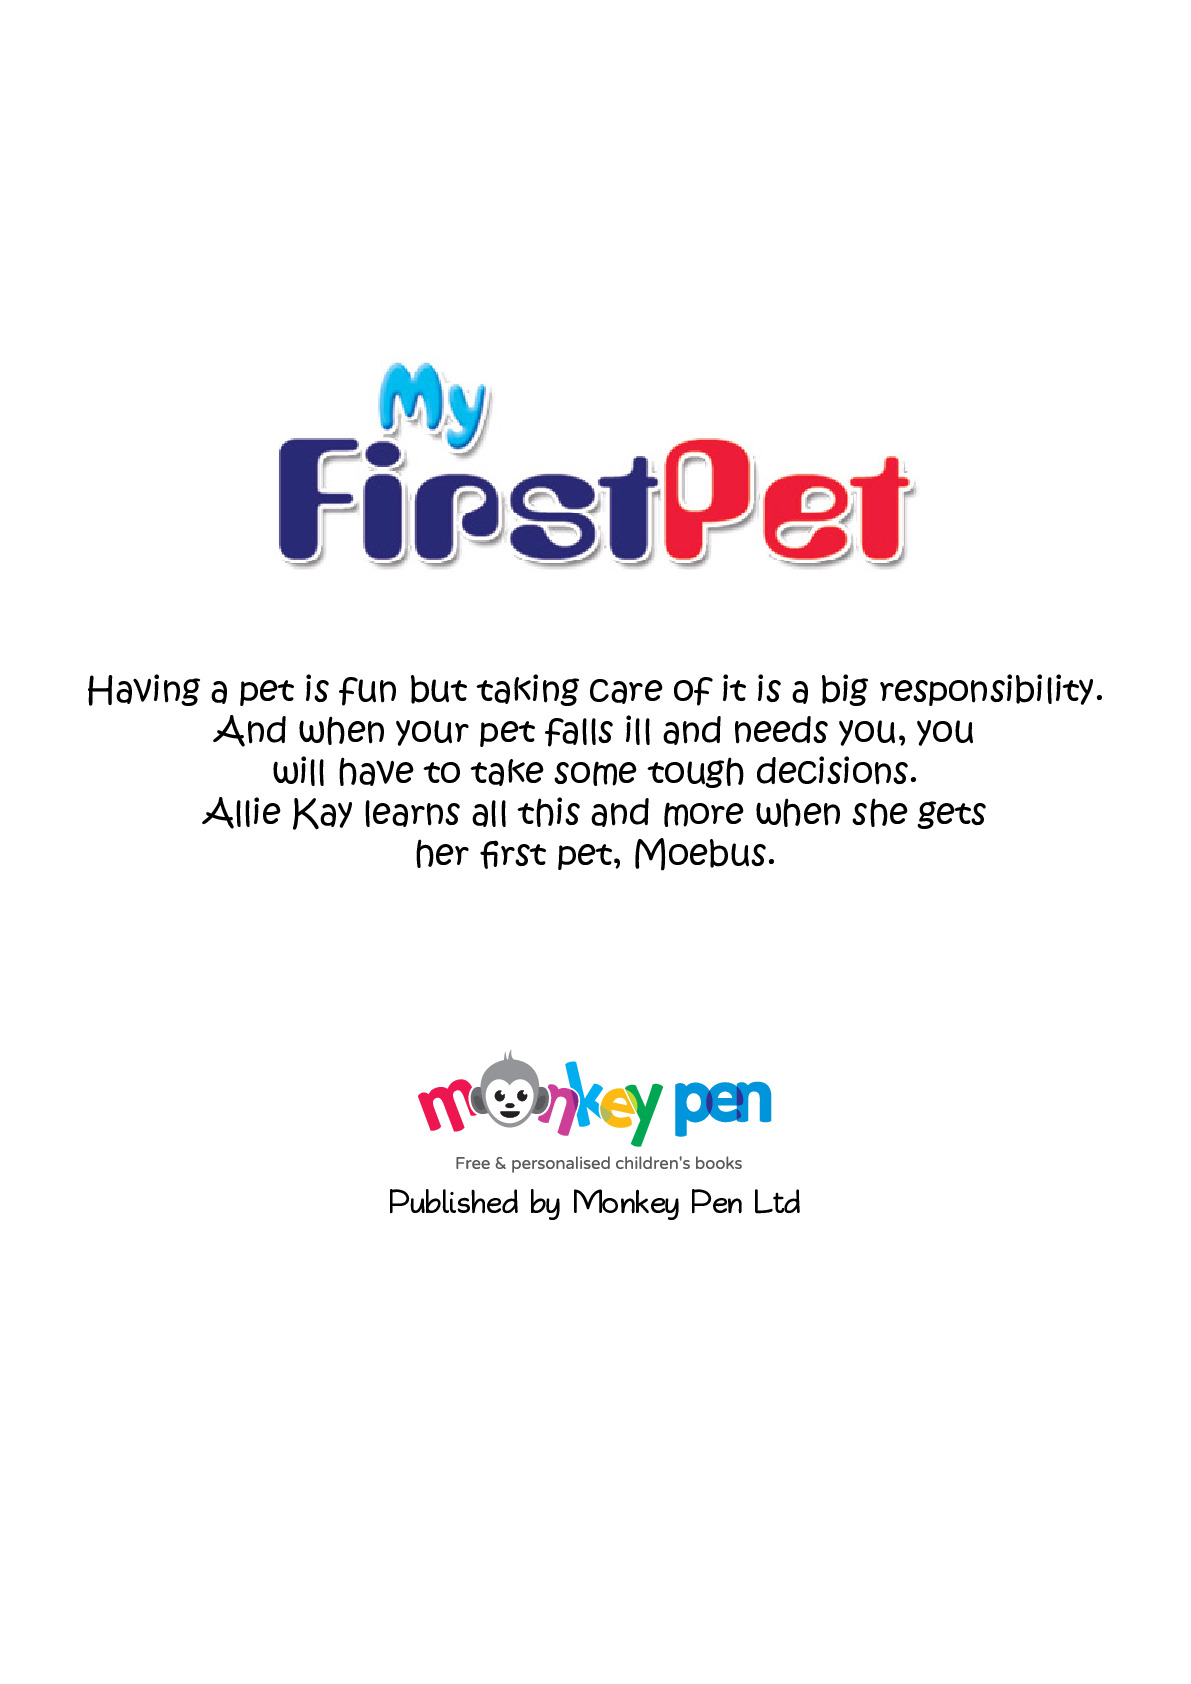 My
FirstPet
Having a pet is fun but taking care of it is a big responsibility.
And when your pet falls ill and needs you, you
will have to take some tough decisions.
Allie Kay learns all this and more when she gets
her first pet, Moebus.
monkey pen
Free & personalised children's books
Published by Monkey Pen Ltd